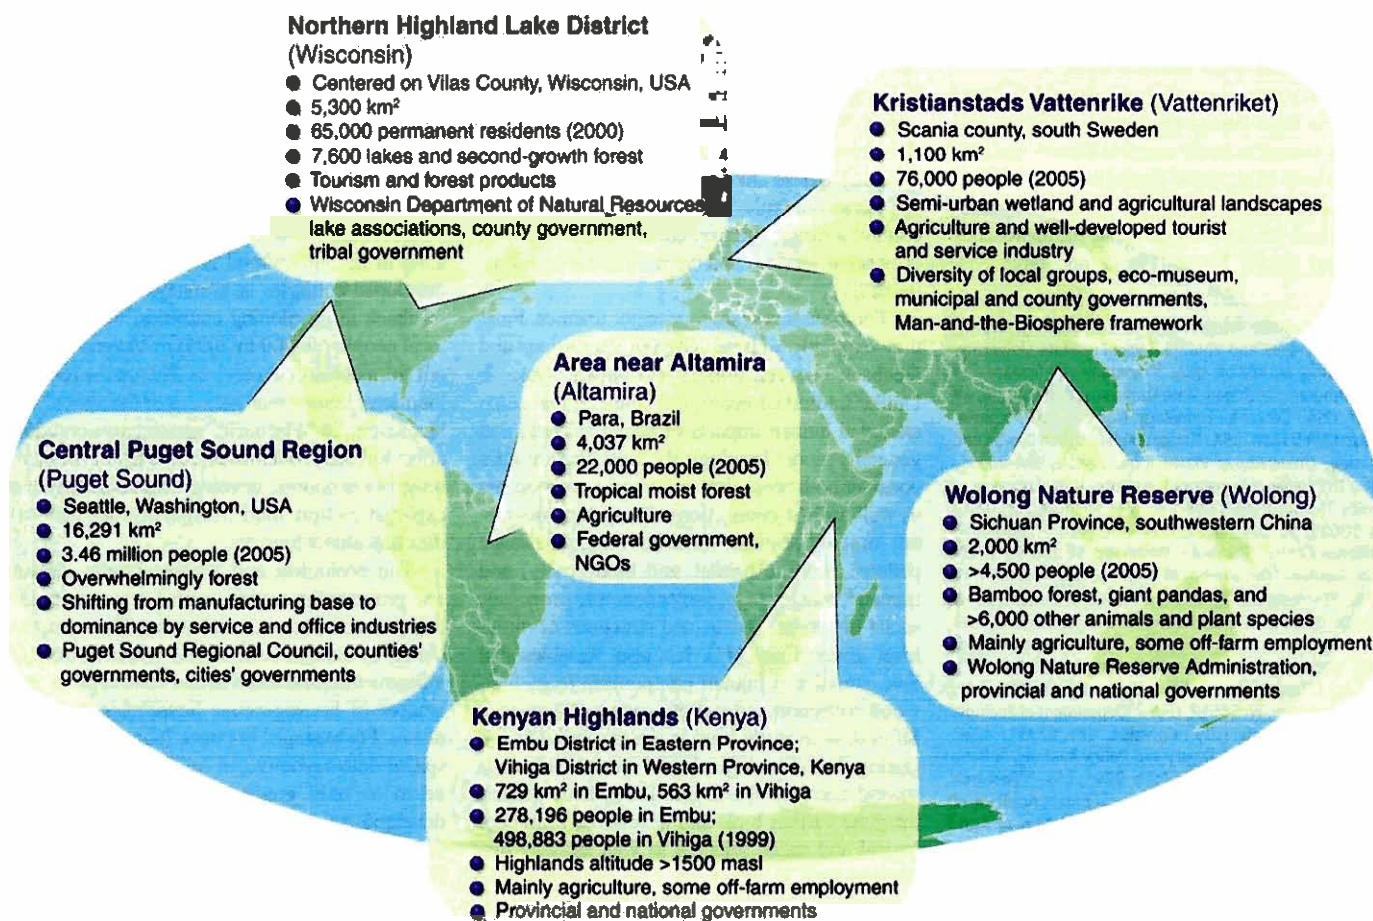 Northern Highland Lake District
(Wisconsin)
● Centered on Vilas County, Wisconsin, USA
● 5,300 km²
● 65,000 permanent residents (2000)
● 7,600 lakes and second-growth forest
● Tourism and forest products
● Wisconsin Department of Natural Resources,
lake associations, county government,
tribal government
Kristianstads Vattenrike (Vattenriket)
● Scania county, south Sweden
● 1,100 km²
● 76,000 people (2005)
● Semi-urban wetland and agricultural landscapes
● Agriculture and well-developed tourist
and service industry
● Diversity of local groups, eco-museum,
municipal and county governments,
Man-and-the-Biosphere framework
Area near Altamira
(Altamira)
● Para, Brazil
● 4,037 km²
● 22,000 people (2005)
● Tropical moist forest
● Agriculture
● Federal government,
NGOs
Central Puget Sound Region
(Puget Sound)
● Seattle, Washington, USA
● 16,291 km²
● 3.46 million people (2005)
● Overwhelmingly forest
● Shifting from manufacturing base to
dominance by service and office industries
● Puget Sound Regional Council, counties'
governments, cities' governments
Wolong Nature Reserve (Wolong)
● Sichuan Province, southwestern China
● 2,000 km²
● >4,500 people (2005)
● Bamboo forest, giant pandas, and
>6,000 other animals and plant species
● Mainly agriculture, some off-farm employment
● Wolong Nature Reserve Administration,
provincial and national governments
Kenyan Highlands (Kenya)
● Embu District in Eastern Province;
Vihiga District in Western Province, Kenya
● 729 km² in Embu, 563 km² in Vihiga
● 278,196 people in Embu;
498,883 people in Vihiga (1999)
● Highlands altitude >1500 masl
● Mainly agriculture, some off-farm employment
● Provincial and national governments